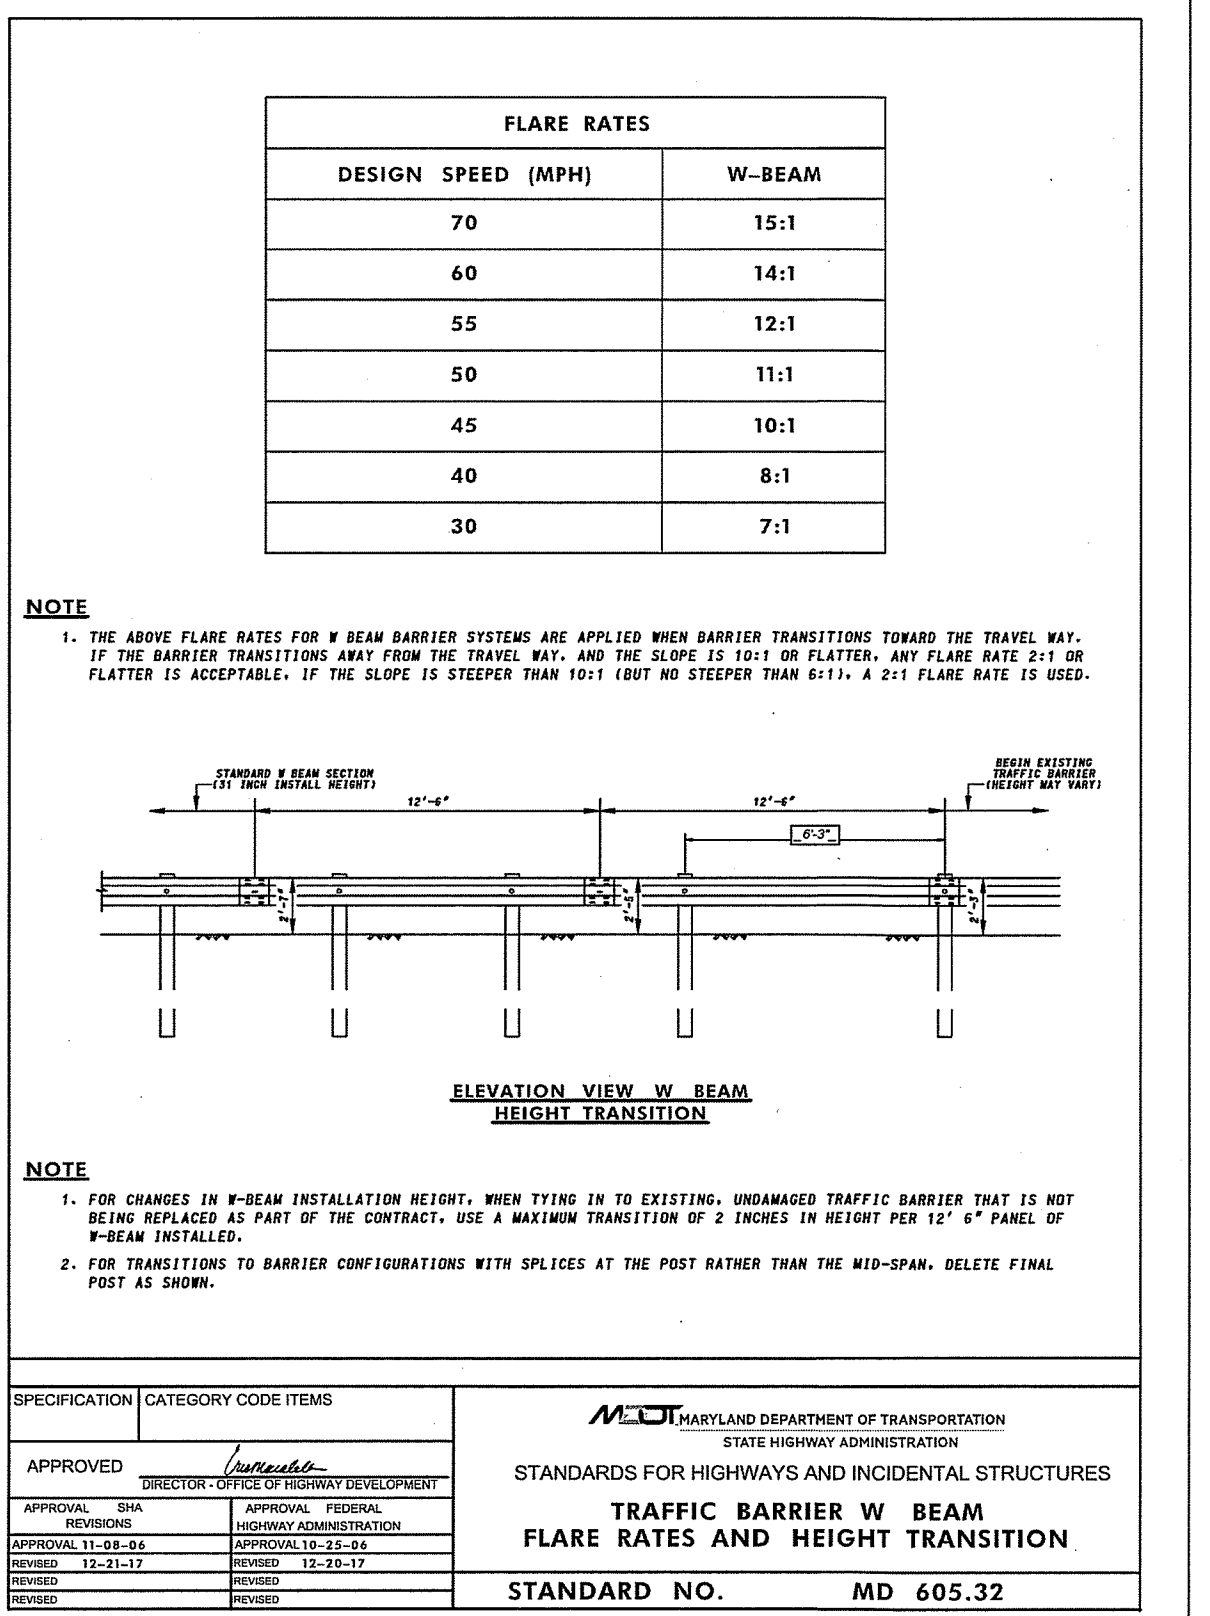 FLARE RATES
DESIGN SPEED (MPH) W-BEAM
70 15:1
60 14:1
55 12:1
50 11:1
45 10:1
40 8:1
30 7:1
NOTE
1. THE ABOVE FLARE RATES FOR W BEAM BARRIER SYSTEMS ARE APPLIED WHEN BARRIER TRANSITIONS TOWARD THE TRAVEL WAY.
IF THE BARRIER TRANSITIONS AWAY FROM THE TRAVEL WAY, AND THE SLOPE IS 10:1 OR FLATTER, ANY FLARE RATE 2:1 OR
FLATTER IS ACCEPTABLE. IF THE SLOPE IS STEEPER THAN 10:1 (BUT NO STEEPER THAN 6:1), A 2:1 FLARE RATE IS USED.
STANDARD W BEAM SECTION
(31 INCH INSTALL HEIGHT)
12'-6"
12'-6"
BEGIN EXISTING
TRAFFIC BARRIER
(HEIGHT MAY VARY)
6'-3"
2'-7"
2'-5"
2'-3"
ELEVATION VIEW W BEAM
HEIGHT TRANSITION
NOTE
1. FOR CHANGES IN W-BEAM INSTALLATION HEIGHT, WHEN TYING IN TO EXISTING, UNDAMAGED TRAFFIC BARRIER THAT IS NOT
BEING REPLACED AS PART OF THE CONTRACT, USE A MAXIMUM TRANSITION OF 2 INCHES IN HEIGHT PER 12' 6" PANEL OF
W-BEAM INSTALLED.
2. FOR TRANSITIONS TO BARRIER CONFIGURATIONS WITH SPLICES AT THE POST RATHER THAN THE MID-SPAN, DELETE FINAL
POST AS SHOWN.
SPECIFICATION CATEGORY CODE ITEMS
APPROVED
DIRECTOR - OFFICE OF HIGHWAY DEVELOPMENT
APPROVAL SHA
REVISIONS
APPROVAL FEDERAL
HIGHWAY ADMINISTRATION
APPROVAL 11-08-06 APPROVAL 10-25-06
REVISED 12-21-17 REVISED 12-20-17
REVISED REVISED
REVISED REVISED
MDOT MARYLAND DEPARTMENT OF TRANSPORTATION
STATE HIGHWAY ADMINISTRATION
STANDARDS FOR HIGHWAYS AND INCIDENTAL STRUCTURES
TRAFFIC BARRIER W BEAM
FLARE RATES AND HEIGHT TRANSITION
STANDARD NO. MD 605.32